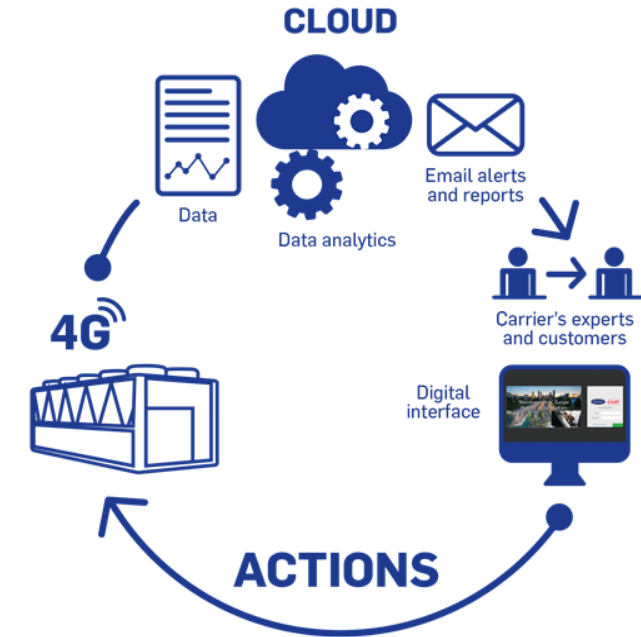 CLOUD
Data
Data analytics
Email alerts
and reports
Carrier's experts
and customers
4G
Digital
interface
ACTIONS